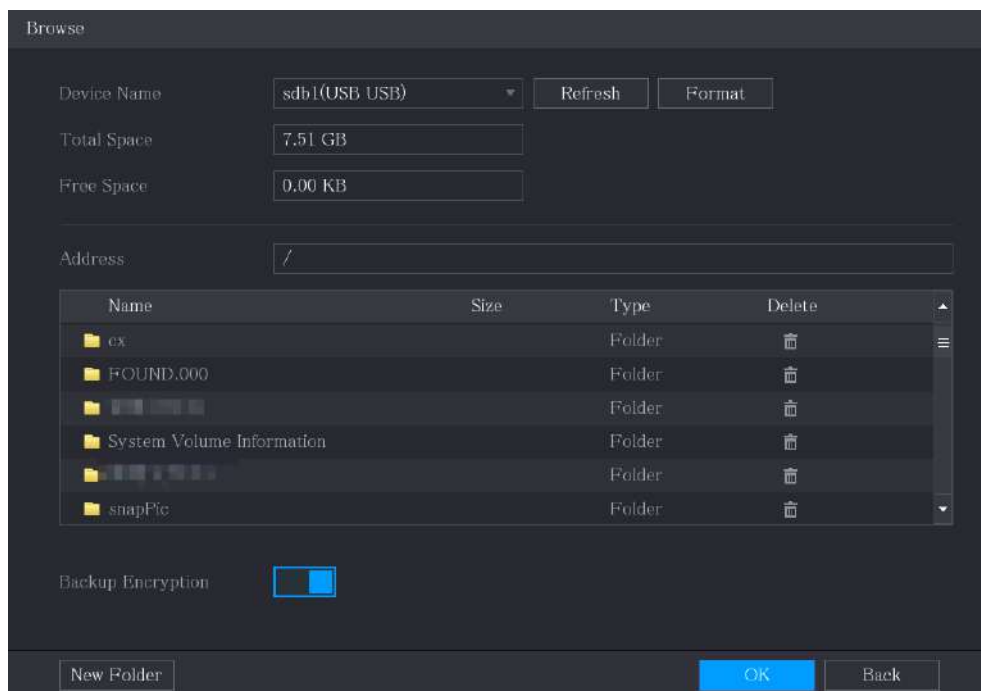 Browse
Device Name sdb1(USB USB) Refresh Format
Total Space 7.51 GB
Free Space 0.00 KB
Address /
Name Size Type Delete
cx Folder
FOUND.000 Folder
Folder
System Volume Information Folder
Folder
snapPic Folder
Backup Encryption
New Folder OK Back